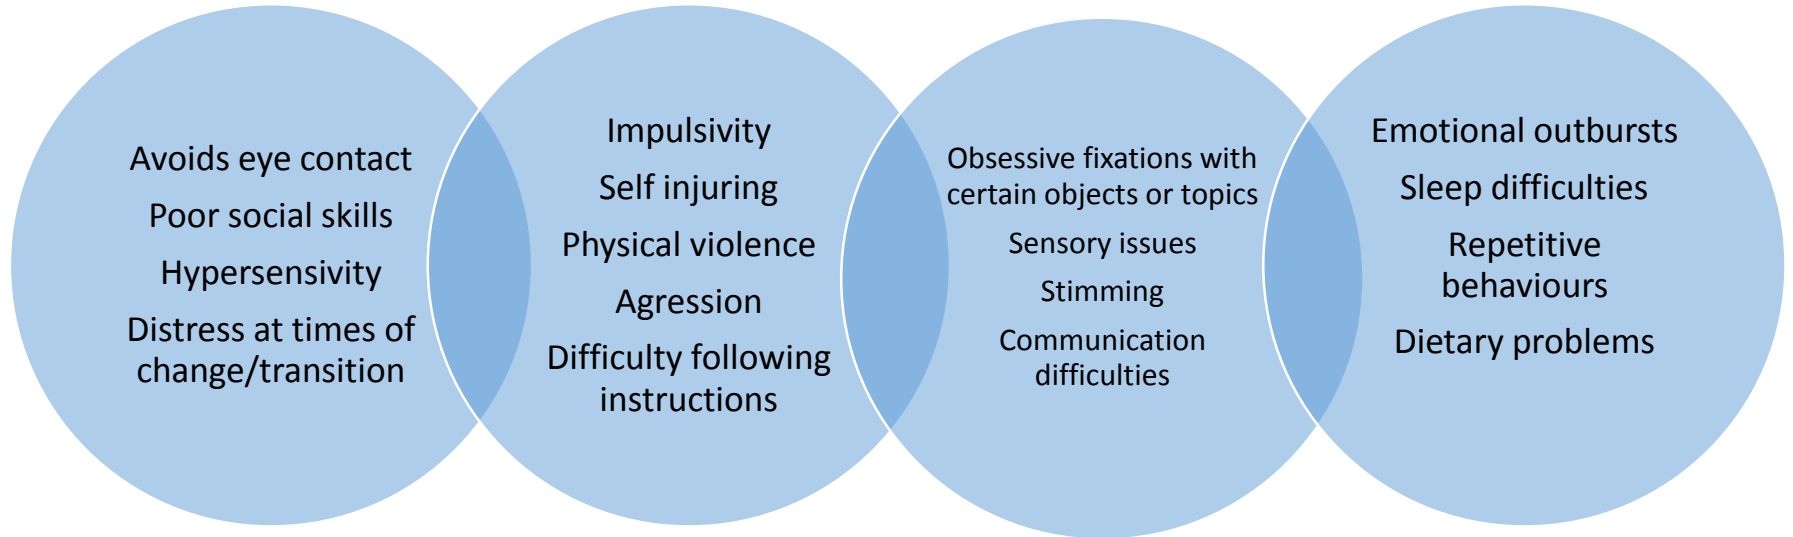 Avoids eye contact
Poor social skills
Hypersensivity
Distress at times of
change/transition
Impulsivity
Self injuring
Physical violence
Agression
Difficulty following
instructions
Obsessive fixations with
certain objects or topics
Sensory issues
Stimming
Communication
difficulties
Emotional outbursts
Sleep difficulties
Repetitive
behaviours
Dietary problems